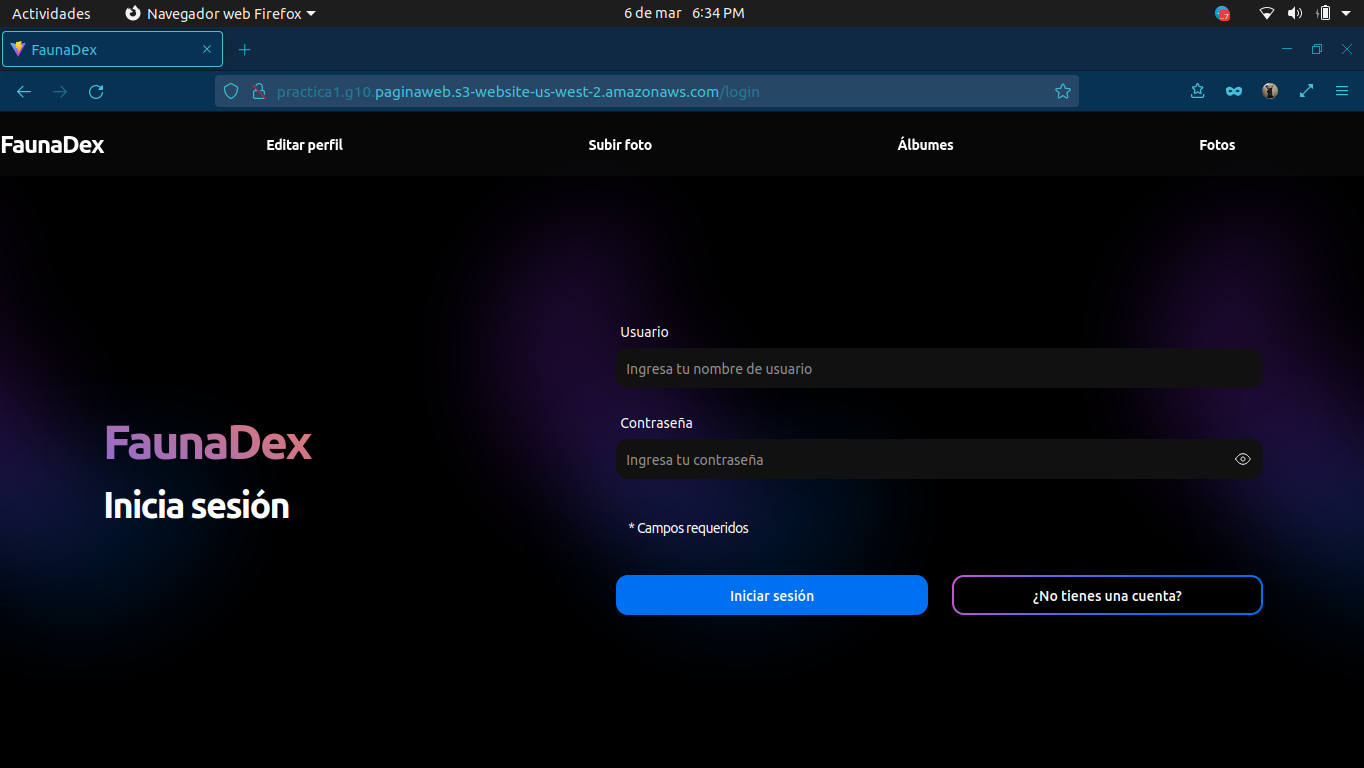 Actividades Navegador web Firefox 6 de mar 6:34 PM
FaunaDex
practica1.g10.paginaweb.s3-website-us-west-2.amazonaws.com/login
FaunaDex Editar perfil Subir foto Álbumes Fotos
Usuario
Ingresa tu nombre de usuario
Contraseña
Ingresa tu contraseña
FaunaDex
Inicia sesión
* Campos requeridos
Iniciar sesión ¿No tienes una cuenta?